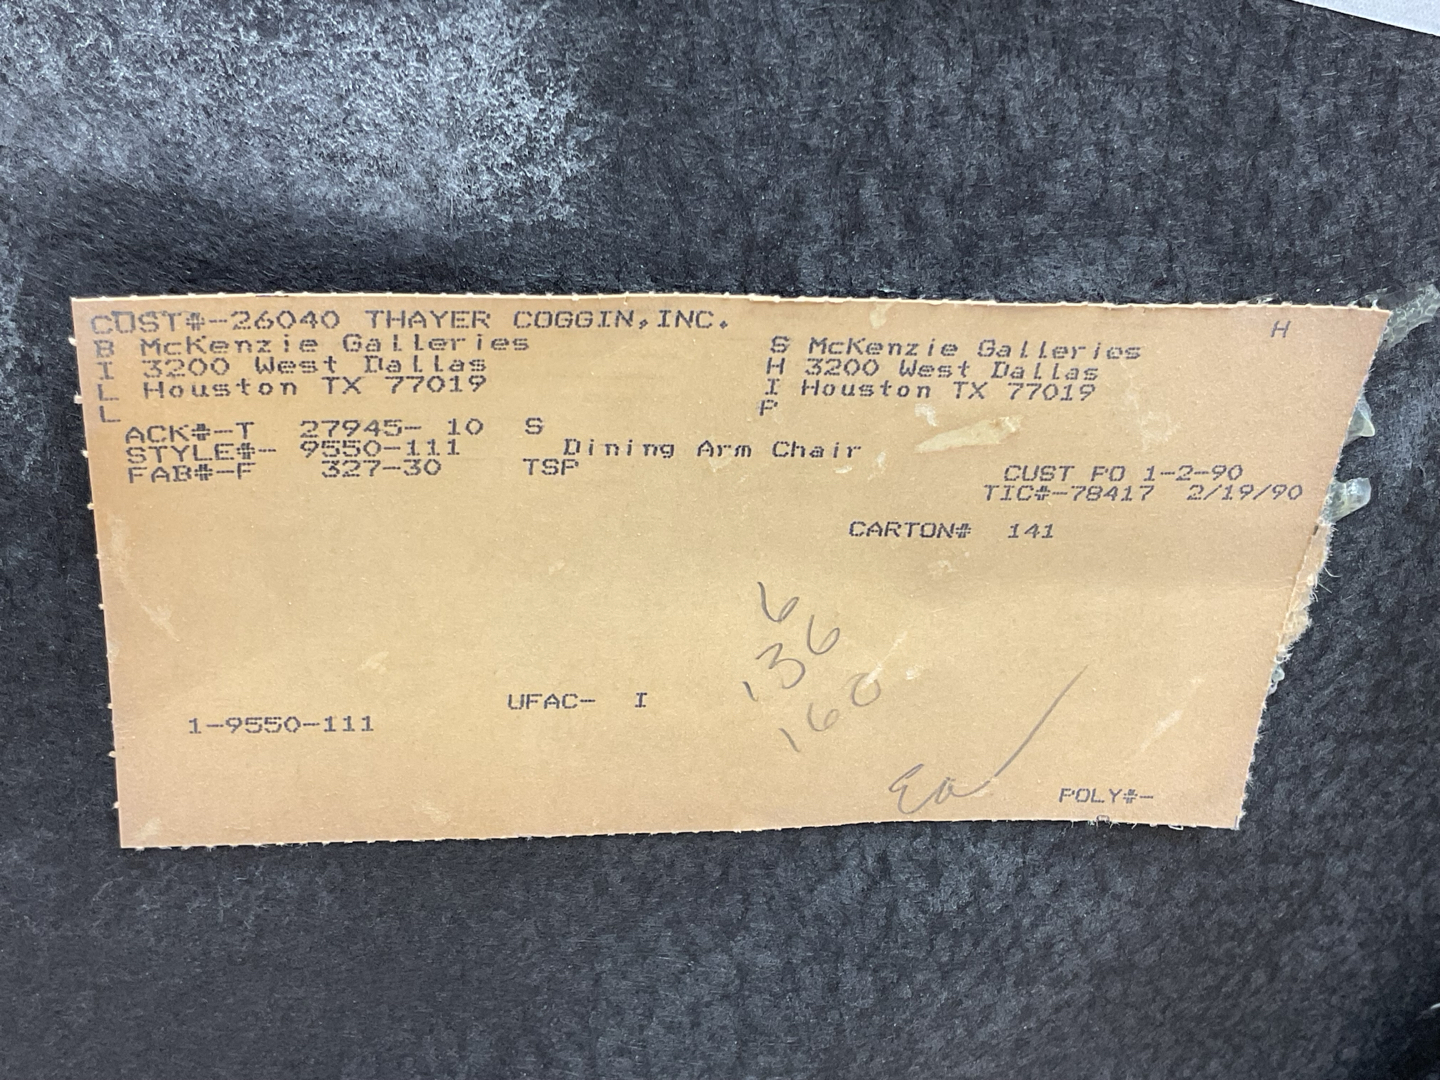 CUST#-26040 THAYER COGGIN,INC.
H
B McKenzie Galleries
I 3200 West Dallas
L Houston TX 77019
L
S McKenzie Galleries
H 3200 West Dallas
I Houston TX 77019
P
ACK#-T 27945- 10 S
STYLE#- 9550-111 Dining Arm Chair
FAB#-F 327-30 TSP
CUST PO 1-2-90
TIC#-78417 2/19/90
CARTON# 141
6
136
160
UFAC- I
1-9550-111
Ea
POLY#-